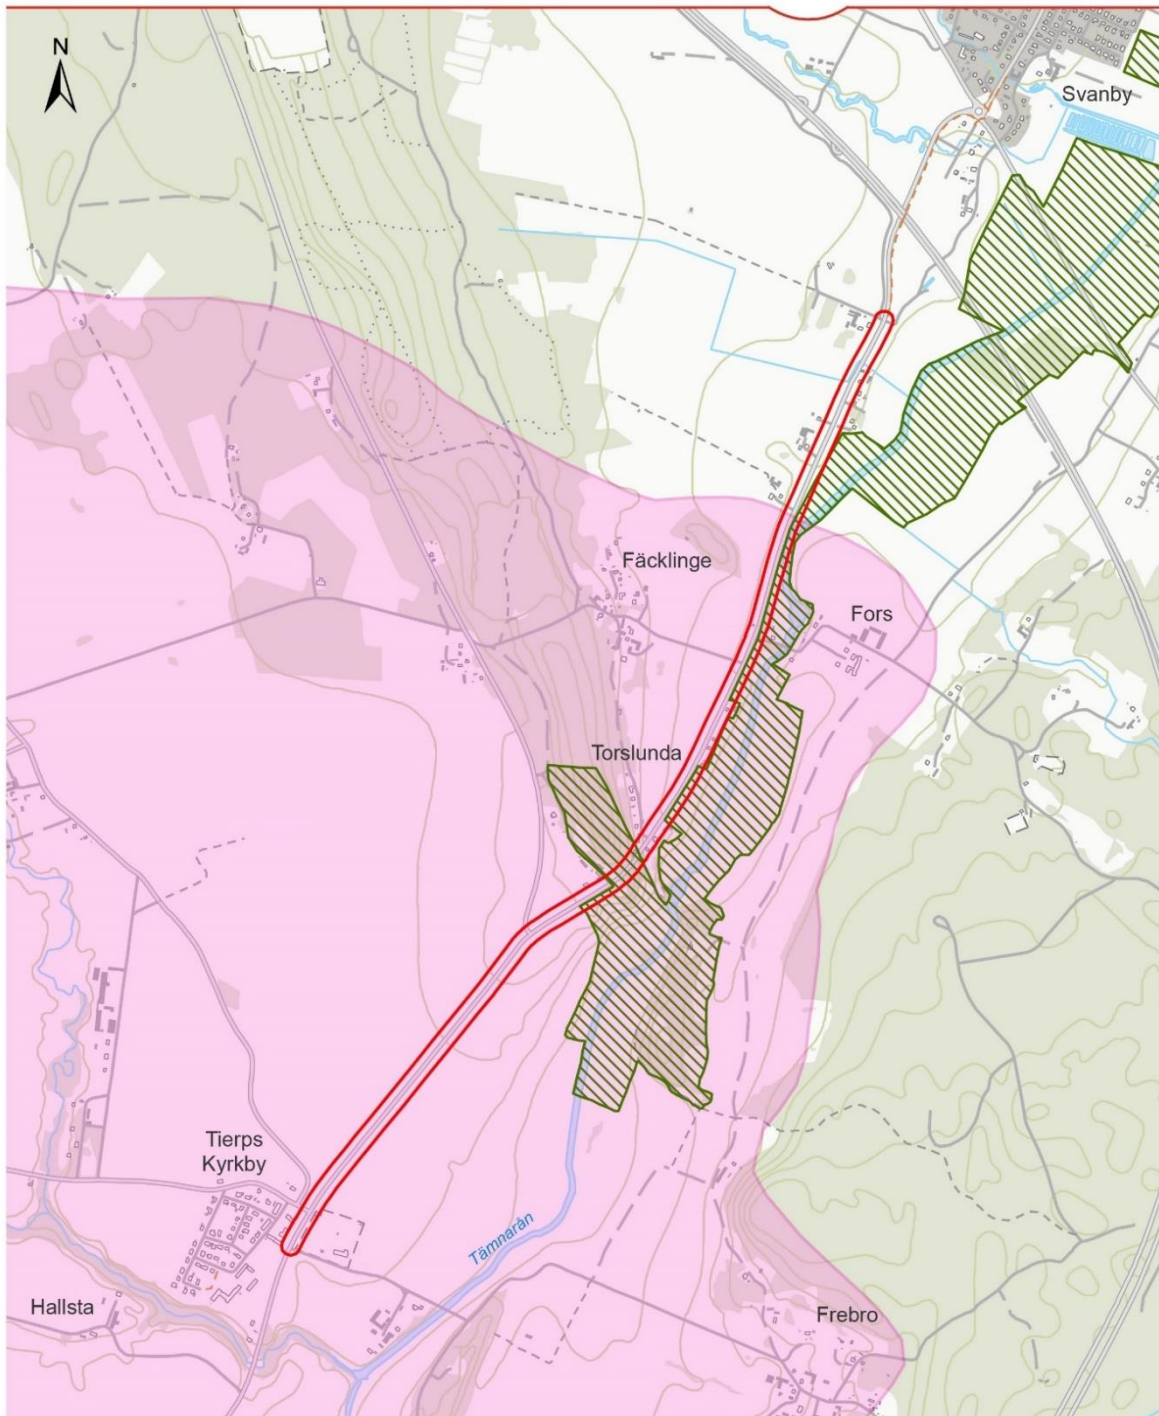 N
Svanby
Fäcklinge
Fors
Torslunda
Tierps
Kyrkby
Tämnarån
Hallsta
Frebro